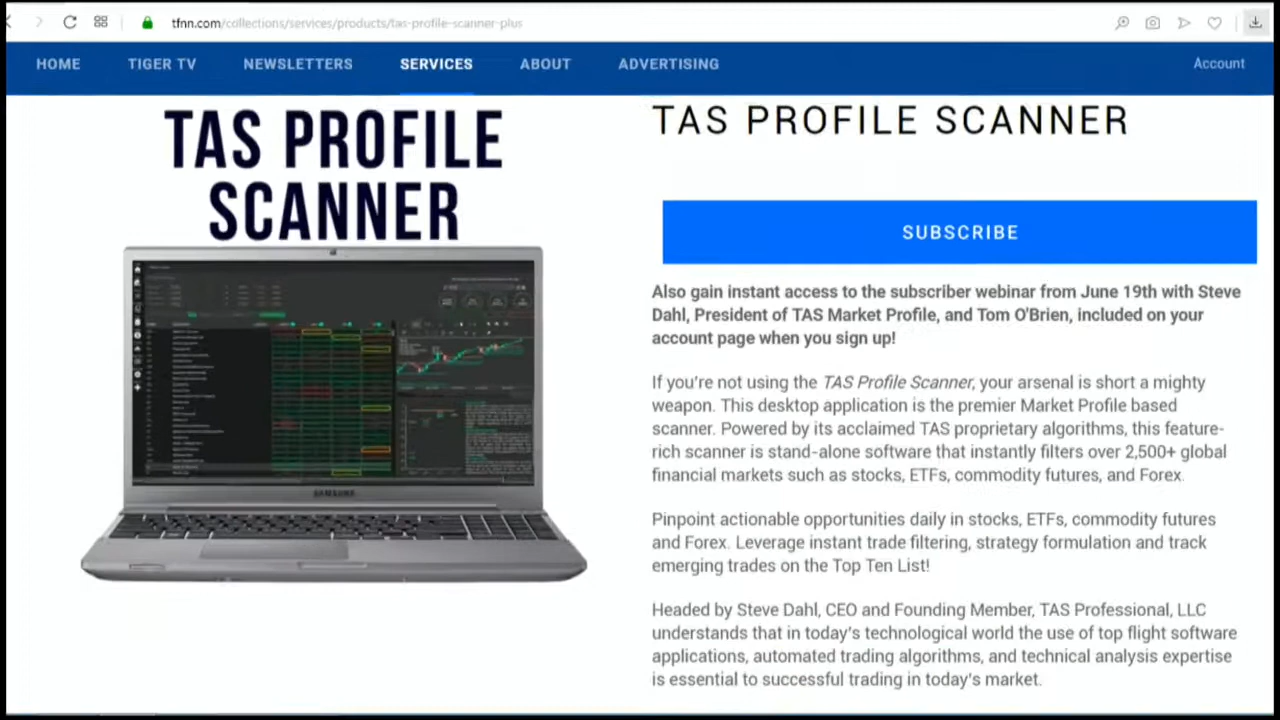 tfnn.com/collections/services/products/tas-profile-scanner-plus
HOME TIGER TV NEWSLETTERS SERVICES ABOUT ADVERTISING Account
TAS PROFILE
SCANNER
SAMSUNG
TAS PROFILE SCANNER
SUBSCRIBE
Also gain instant access to the subscriber webinar from June 19th with Steve
Dahl, President of TAS Market Profile, and Tom O'Brien, included on your
account page when you sign up!
If you're not using the TAS Profile Scanner, your arsenal is short a mighty
weapon. This desktop application is the premier Market Profile based
scanner. Powered by its acclaimed TAS proprietary algorithms, this feature-
rich scanner is stand-alone software that instantly filters over 2,500+ global
financial markets such as stocks, ETFs, commodity futures, and Forex.
Pinpoint actionable opportunities daily in stocks, ETFs, commodity futures
and Forex. Leverage instant trade filtering, strategy formulation and track
emerging trades on the Top Ten List!
Headed by Steve Dahl, CEO and Founding Member, TAS Professional, LLC
understands that in today's technological world the use of top flight software
applications, automated trading algorithms, and technical analysis expertise
is essential to successful trading in today's market.